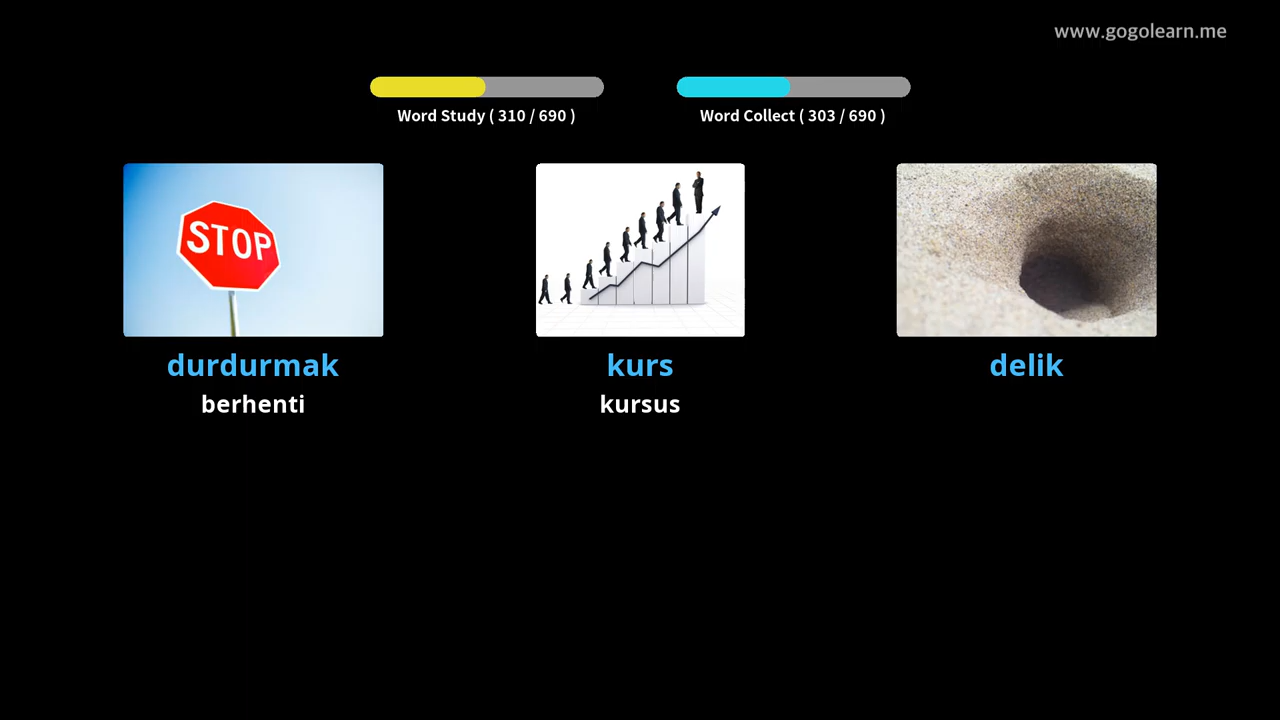 www.gogolearn.me
Word Study ( 310 / 690 )
Word Collect ( 303 / 690 )
STOP
durdurmak
kurs
delik
berhenti
kursus